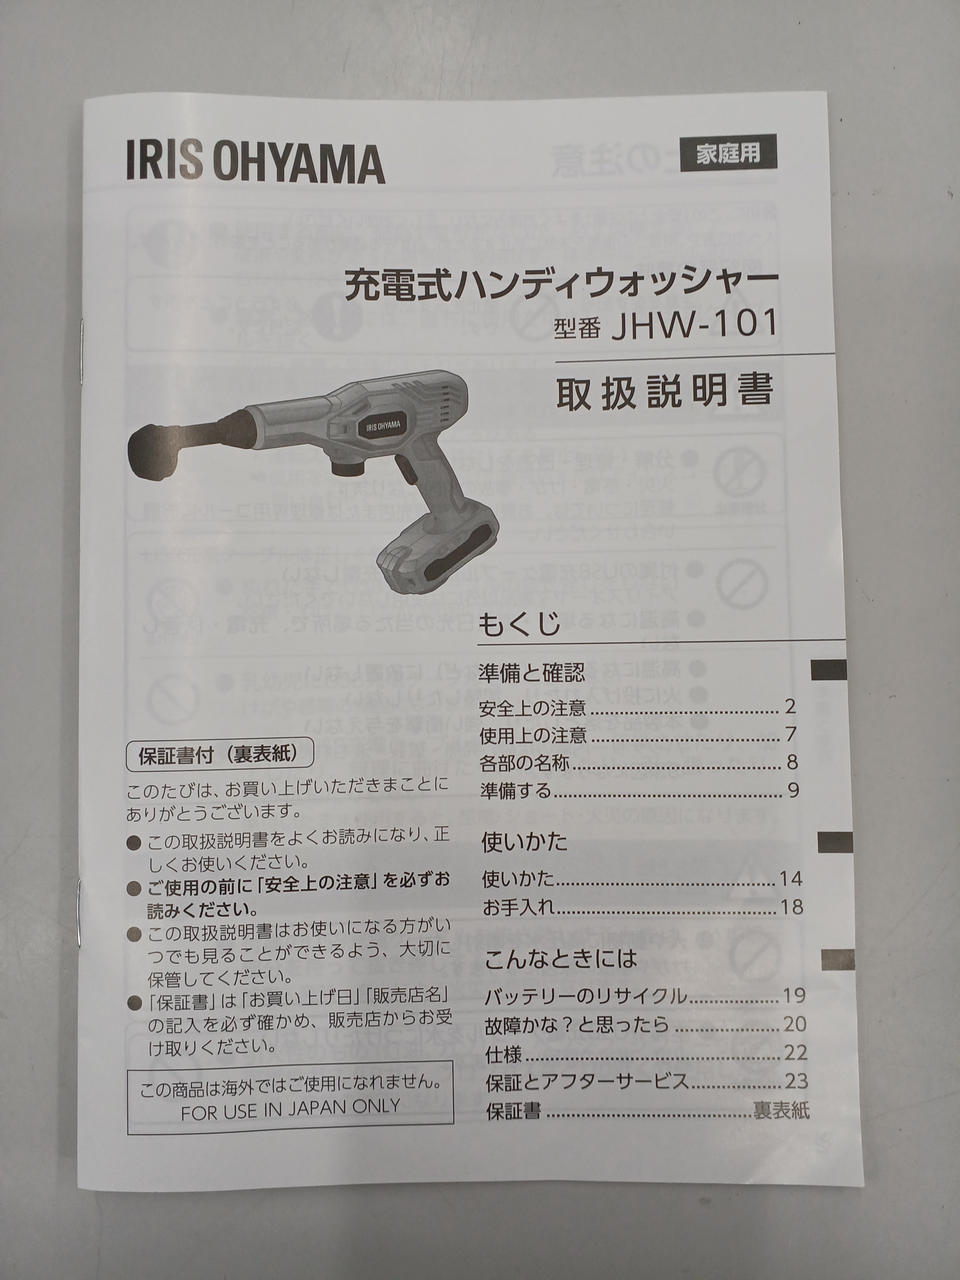 IRIS OHYAMA
家庭用
充電式ハンディウォッシャー
型番 JHW-101
取扱説明書
IRIS OHYAMA
保証書付（裏表紙）
このたびは、お買い上げいただきまことに
ありがとうございます。
● この取扱説明書をよくお読みになり、正
しくお使いください。
● ご使用の前に「安全上の注意」を必ずお
読みください。
● この取扱説明書はお使いになる方がい
つでも見ることができるよう、大切に
保管してください。
● 「保証書」は「お買い上げ日」「販売店名」
の記入を必ず確かめ、販売店からお受
け取りください。
この商品は海外ではご使用になれません。
FOR USE IN JAPAN ONLY
もくじ
準備と確認
安全上の注意 2
使用上の注意 7
各部の名称 8
準備する 9
使いかた
使いかた 14
お手入れ 18
こんなときには
バッテリーのリサイクル 19
故障かな？と思ったら 20
仕様 22
保証とアフターサービス 23
保証書 裏表紙